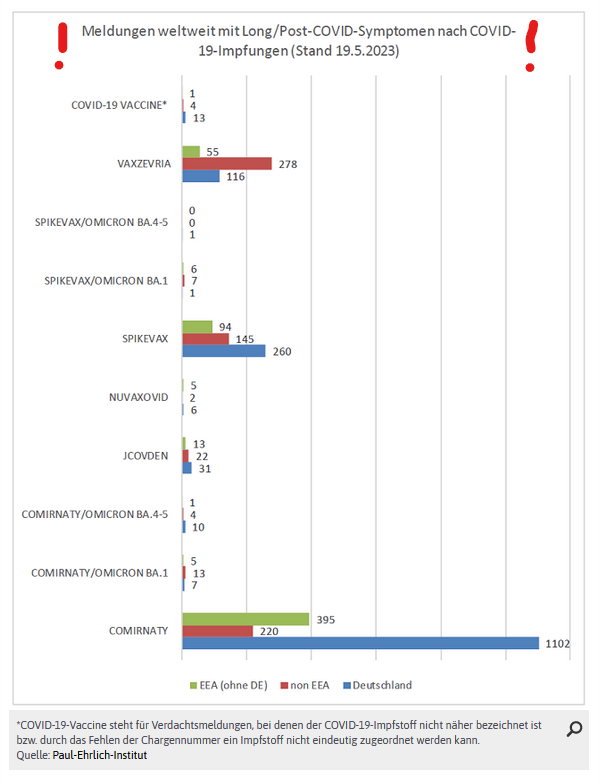 ! Meldungen weltweit mit Long/Post-COVID-Symptomen nach COVID- !
19-Impfungen (Stand 19.5.2023)
1
COVID-19 VACCINE* 4
13
55
VAXZEVRIA 278
116
0
SPIKEVAX/OMICRON BA.4-5 0
1
6
SPIKEVAX/OMICRON BA.1 7
1
94
SPIKEVAX 145
260
5
NUVAXOVID 2
6
13
JCOVDEN 22
31
1
COMIRNATY/OMICRON BA.4-5 4
10
5
COMIRNATY/OMICRON BA.1 13
7
395
COMIRNATY 220
1102
EEA (ohne DE) non EEA Deutschland
*COVID-19-Vaccine steht für Verdachtsmeldungen, bei denen der COVID-19-Impfstoff nicht näher bezeichnet ist
bzw. durch das Fehlen der Chargennummer ein Impfstoff nicht eindeutig zugeordnet werden kann.
Quelle: Paul-Ehrlich-Institut